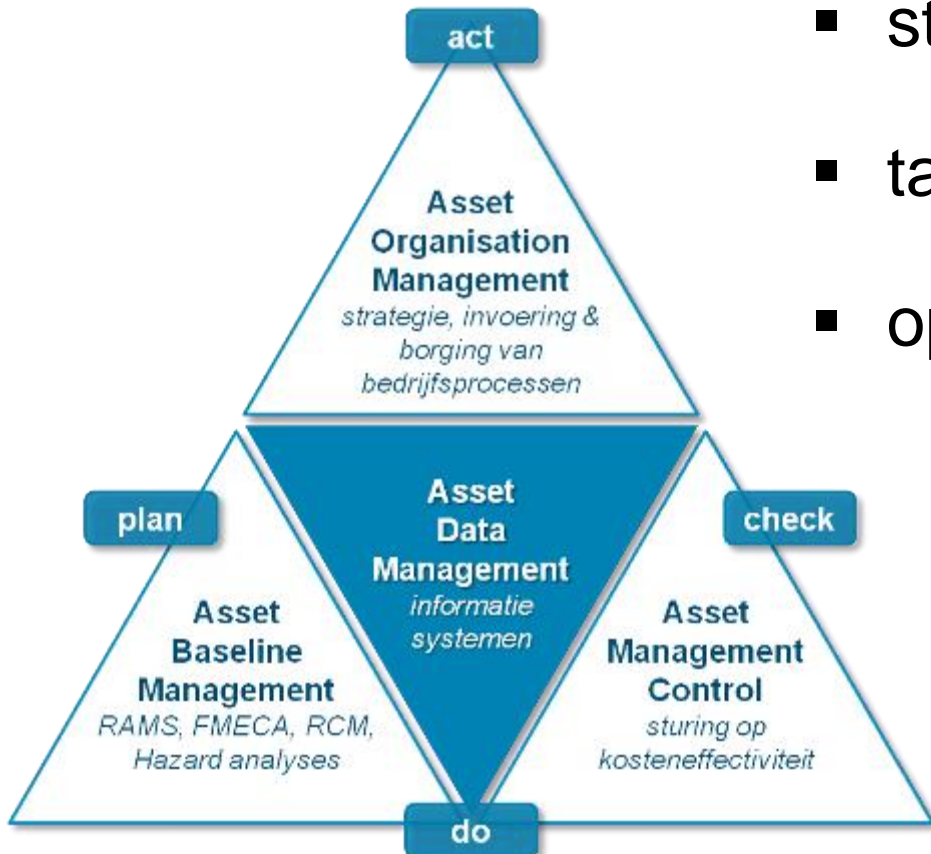 act
Asset
Organisation
Management
strategie, invoering &
borging van
bedrijfsprocessen
plan
Asset
Baseline
Management
RAMS, FMECA, RCM,
Hazard analyses
Asset
Data
Management
informatie
systemen
check
Asset
Management
Control
sturing op
kosteneffectiviteit
do